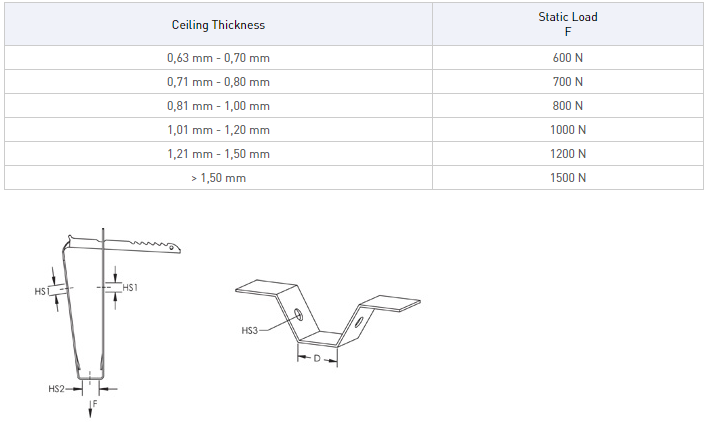 Ceiling Thickness
Static Load
F
0,63 mm - 0,70 mm 600 N
0,71 mm - 0,80 mm 700 N
0,81 mm - 1,00 mm 800 N
1,01 mm - 1,20 mm 1000 N
1,21 mm - 1,50 mm 1200 N
> 1,50 mm 1500 N
HS1
HS1
HS2
F
HS3
D